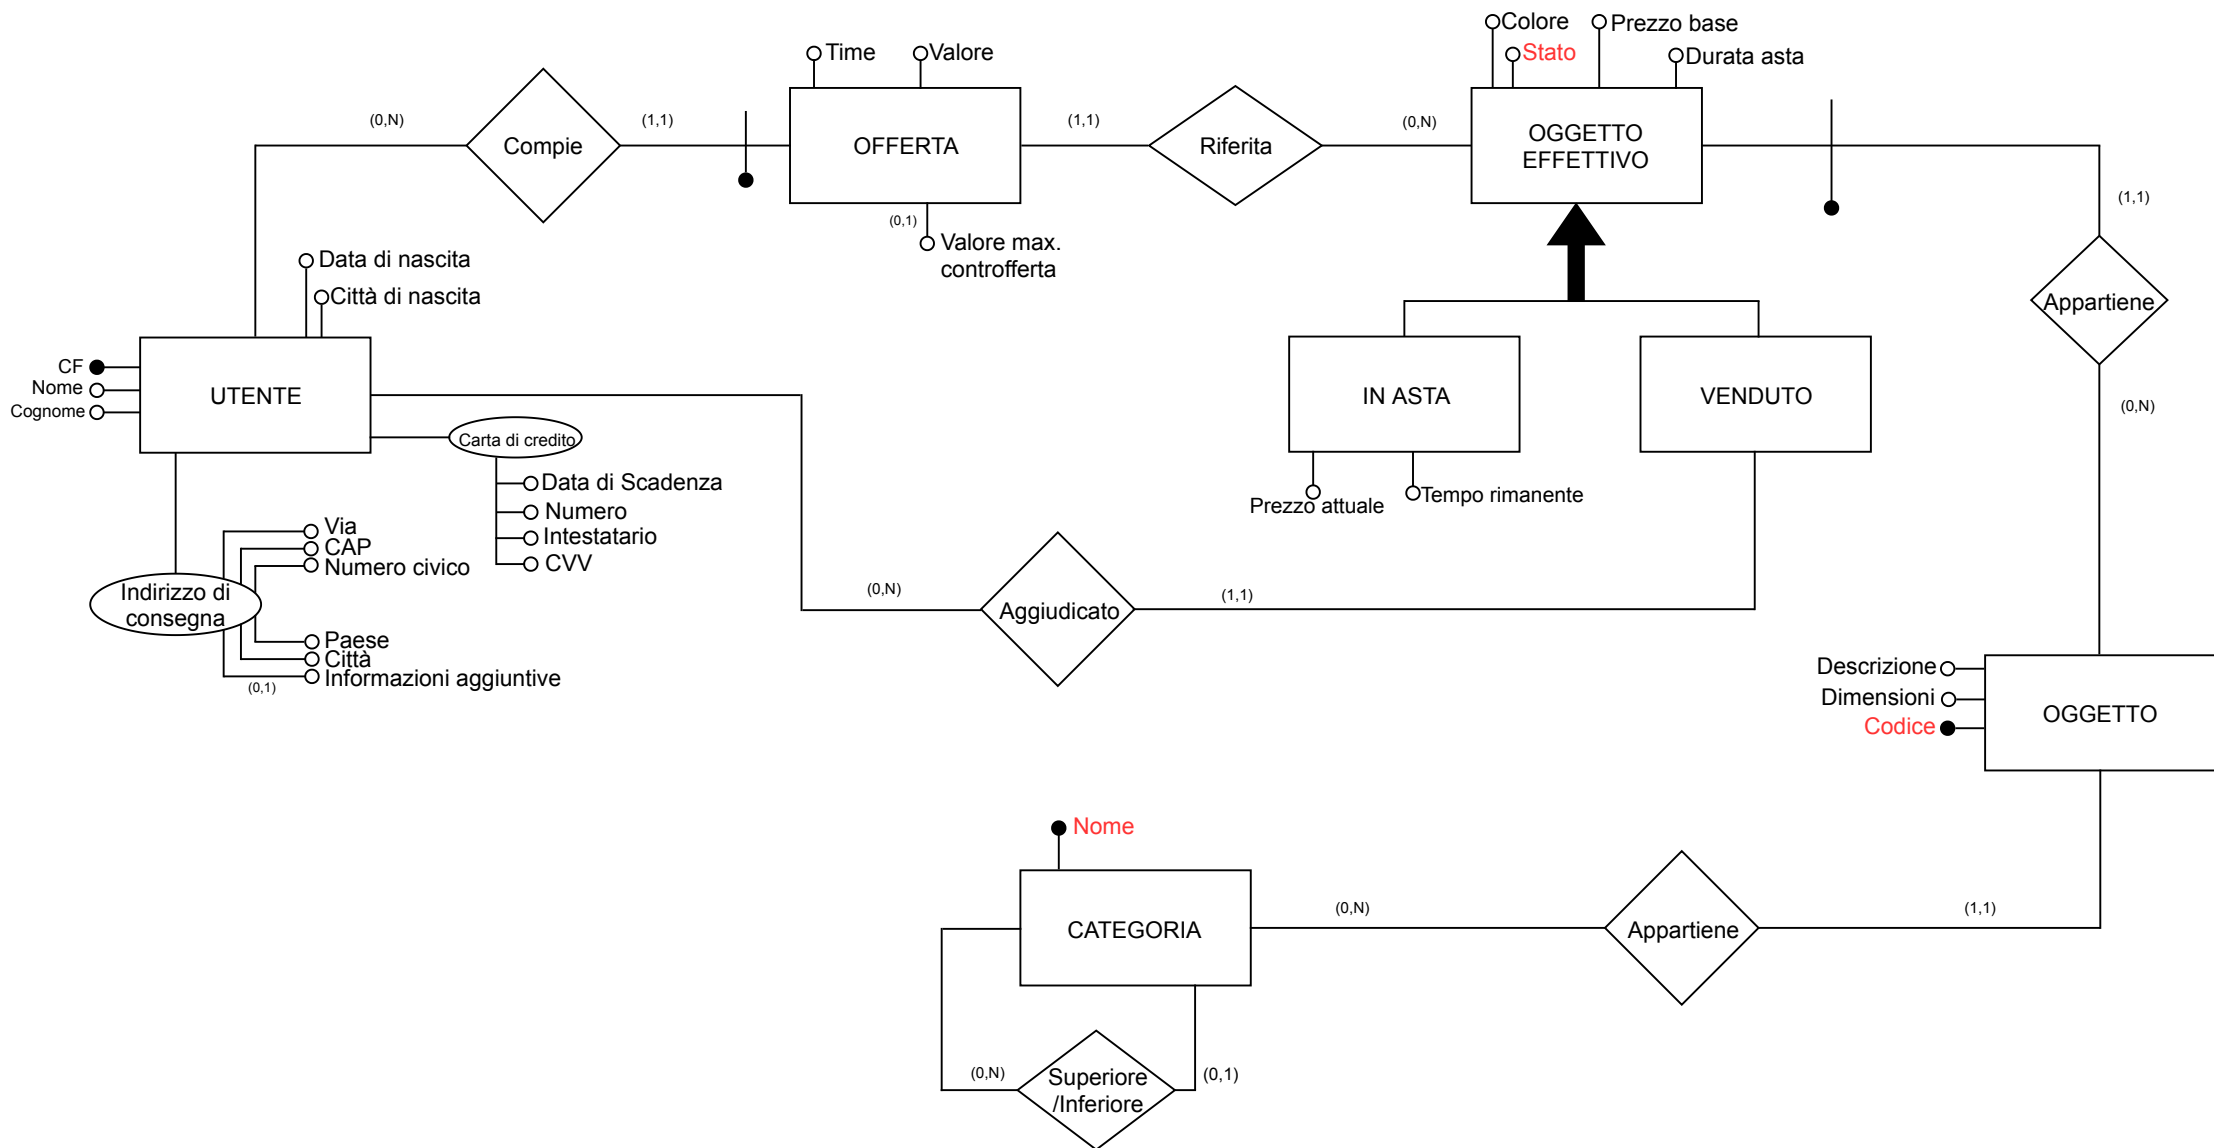 Colore
Prezzo base
Stato
Durata asta
Time
Valore
(0,N)
Compie
(1,1)
OFFERTA
(1,1)
Riferita
(0,N)
OGGETTO
EFFETTIVO
(1,1)
(0,1)
Valore max.
controfferta
Data di nascita
Città di nascita
Appartiene
CF
Nome
Cognome
UTENTE
IN ASTA
VENDUTO
(0,N)
Carta di credito
Data di Scadenza
Numero
Intestatario
CVV
Prezzo attuale
Tempo rimanente
Via
CAP
Numero civico
Indirizzo di
consegna
Paese
Città
Informazioni aggiuntive
(0,1)
(0,N)
Aggiudicato
(1,1)
Descrizione
Dimensioni
Codice
OGGETTO
Nome
CATEGORIA
(0,N)
Appartiene
(1,1)
(0,N)
Superiore
/Inferiore
(0,1)